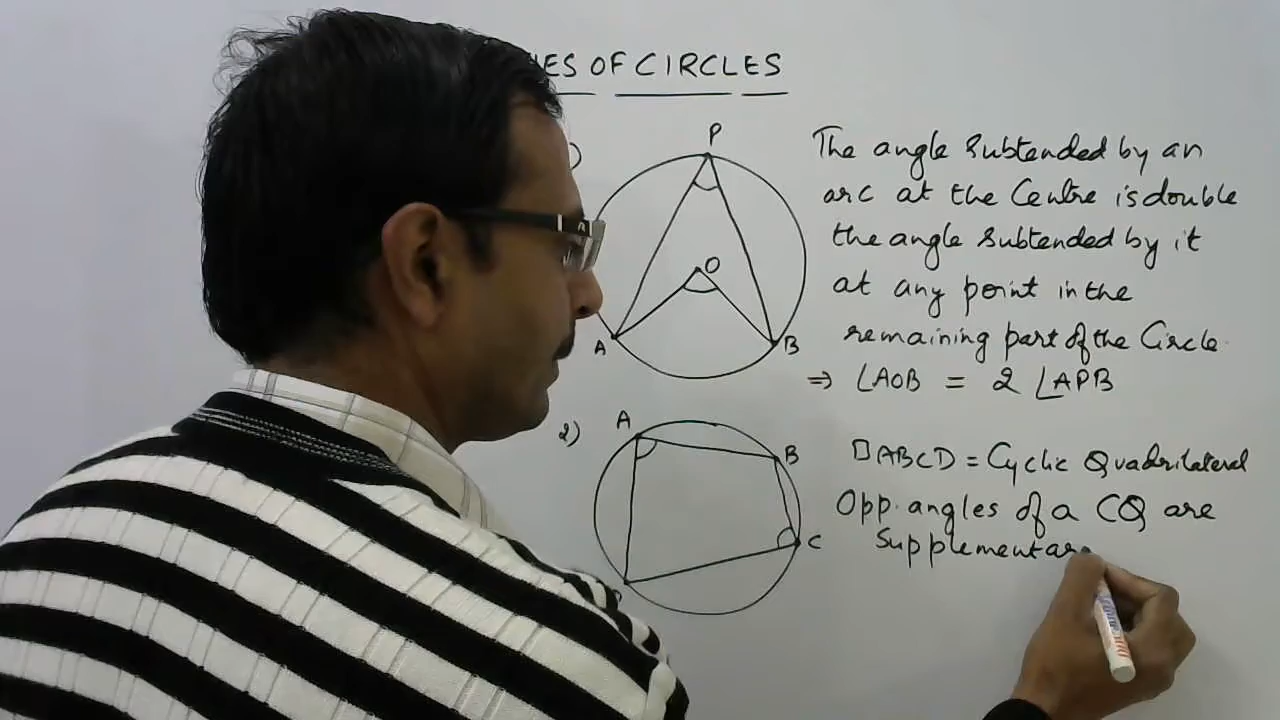 IES OF CIRCLES
)
P
O
A
B
The angle Subtended by an
arc at the Centre is double
the angle Subtended by it
at any point in the
remaining part of the Circle.
⇒ ∠AOB = 2 ∠APB
2)
A
B
C
□ABCD = Cyclic Quadrilateral
Opp. angles of a CQ are
Supplementar